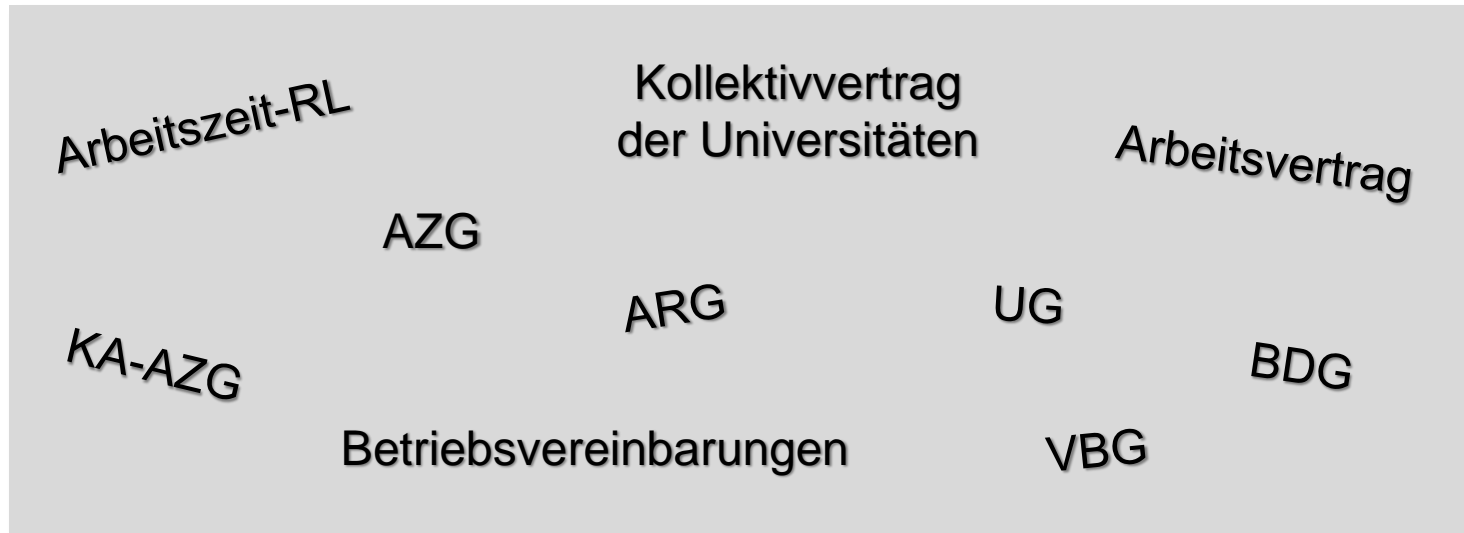 Arbeitszeit-RL
Kollektivvertrag
der Universitäten
Arbeitsvertrag
AZG
ARG
UG
KA-AZG
BDG
Betriebsvereinbarungen
VBG